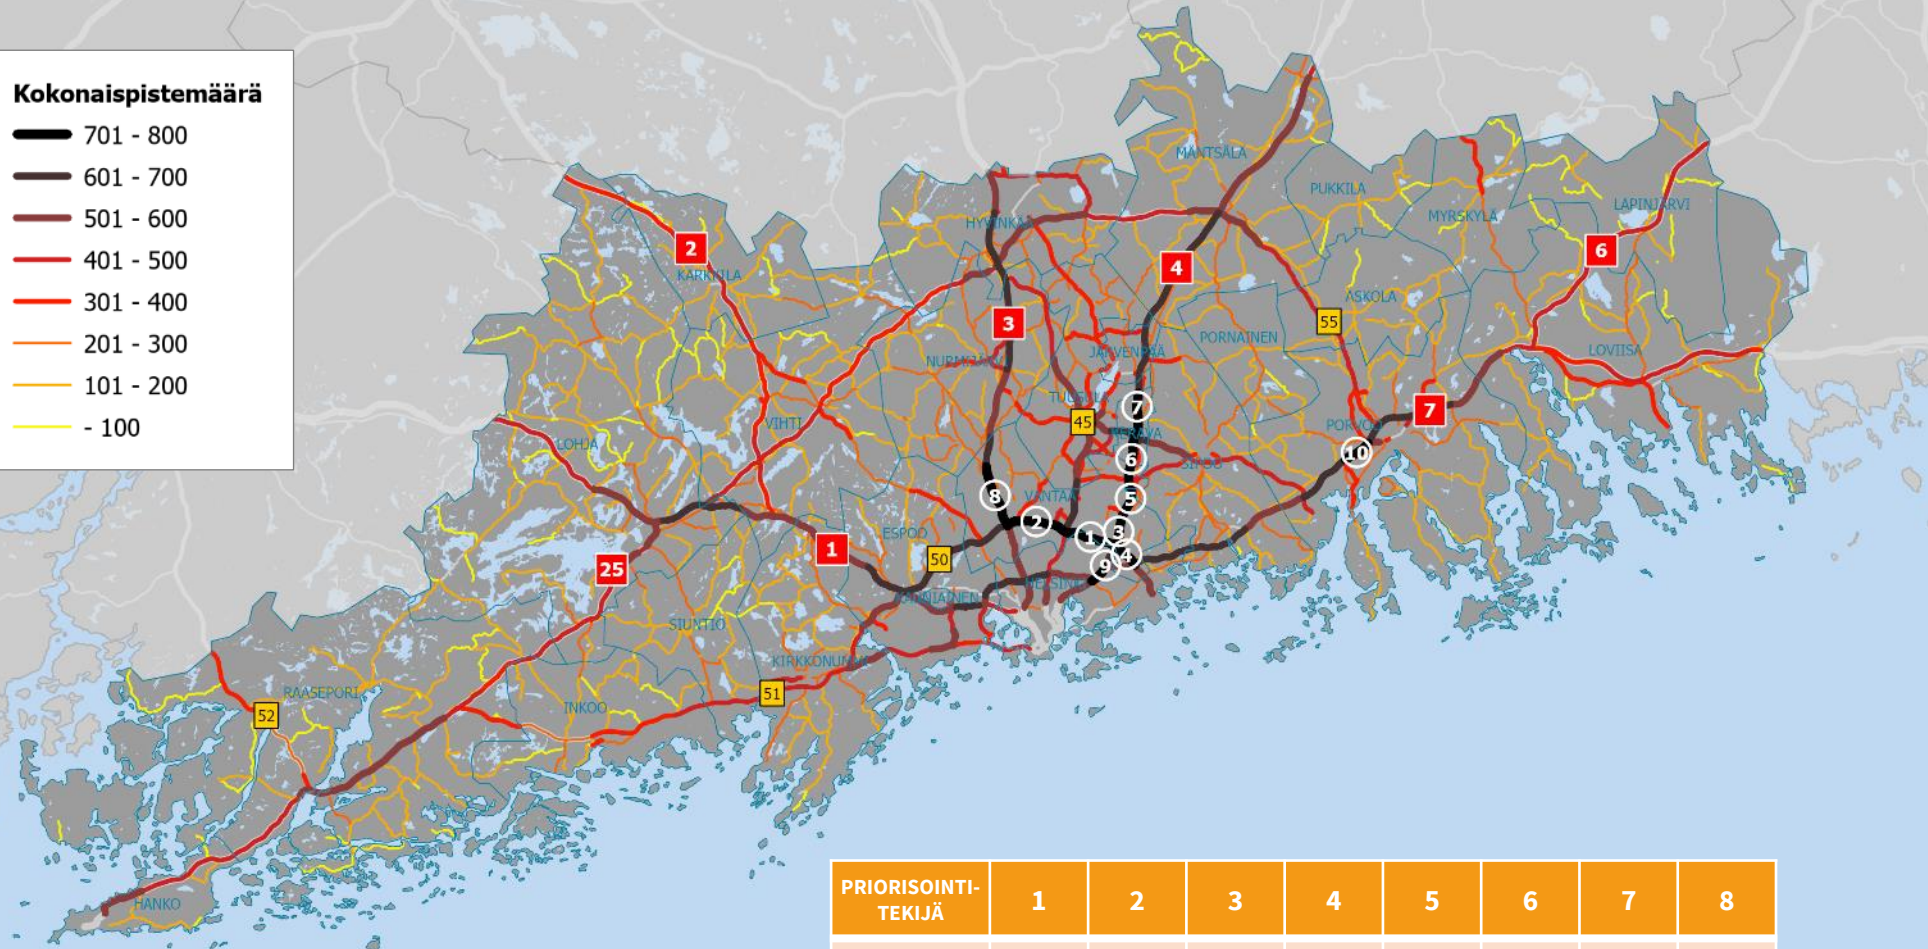 Kokonaispistemäärä
701 - 800
601 - 700
501 - 600
401 - 500
301 - 400
201 - 300
101 - 200
- 100
MÄNTSÄLÄ
PUKKILA
LAPINJÄRVI
MYRSKYLÄ
HYVINKÄÄ
2
6
4
KARKKILA
ASKOLA
3
55
PORNAINEN
LOVIISA
JÄRVENPÄÄ
NURMIJÄRVI
TUUSULA
7
7
45
VIHTI
PORVOO
KERAVA
LOHJA
10
6
SIPOO
8
VANTAA
5
2
3
ESPOO
1
1
4
50
9
25
HELSINKI
KAUNIAINEN
SIUNTIO
KIRKKONUMMI
RAASEPORI
51
INKOO
52
HANKO
PRIORISOINTI-
TEKIJÄ
1 2 3 4 5 6 7 8